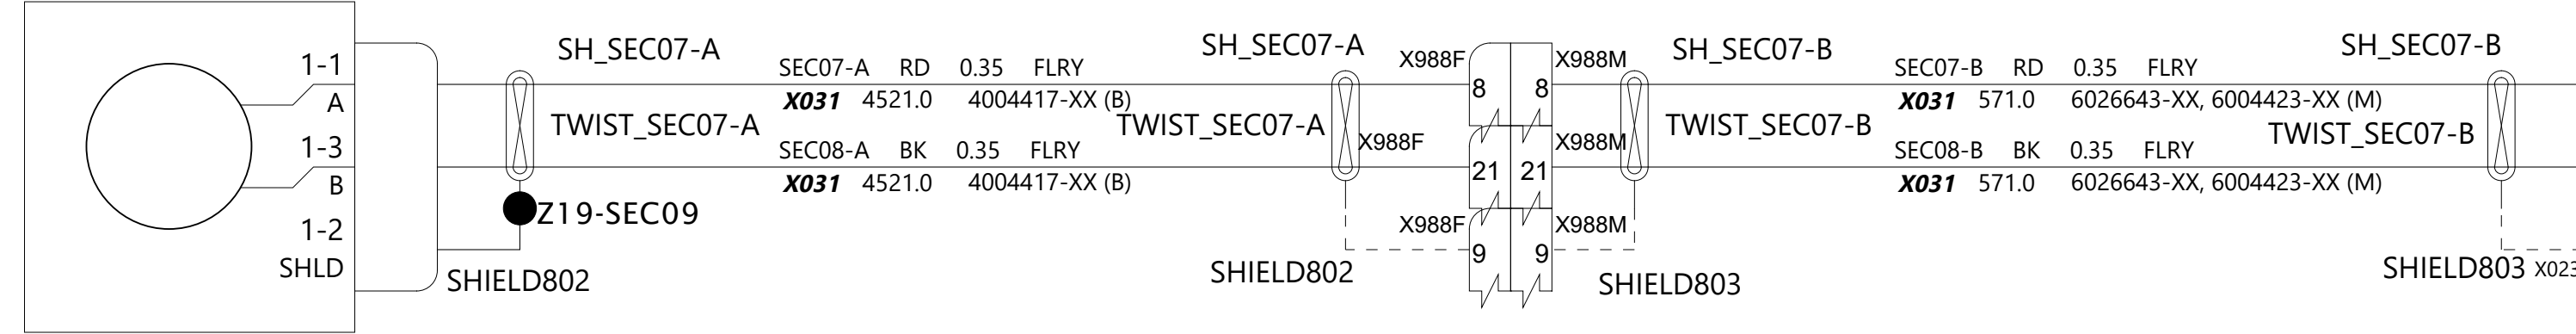 1-1
A
1-3
B
1-2
SHLD
SH_SEC07-A
SEC07-A RD 0.35 FLRY
X031 4521.0 4004417-XX (B)
TWIST_SEC07-A
SEC08-A BK 0.35 FLRY
X031 4521.0 4004417-XX (B)
Z19-SEC09
SHIELD802
SH_SEC07-A
TWIST_SEC07-A
SHIELD802
X988F
8
8
X988M
X988F
21
21
X988M
X988F
9
9
X988M
SH_SEC07-B
SEC07-B RD 0.35 FLRY
X031 571.0 6026643-XX, 6004423-XX (M)
TWIST_SEC07-B
SEC08-B BK 0.35 FLRY
X031 571.0 6026643-XX, 6004423-XX (M)
SHIELD803
SH_SEC07-B
TWIST_SEC07-B
SHIELD803